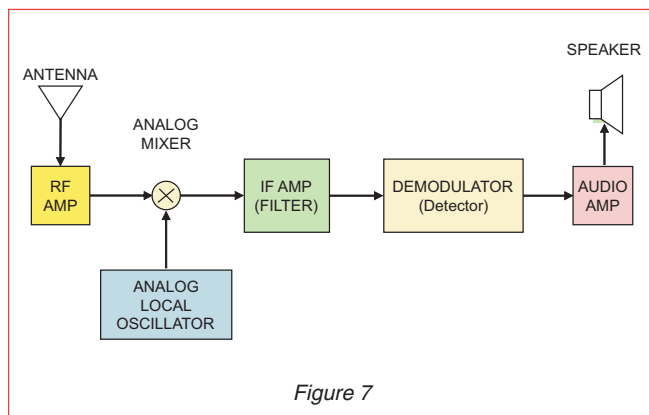 SPEAKER
ANTENNA
ANALOG
MIXER
RF
AMP
IF AMP
(FILTER)
DEMODULATOR
(Detector)
AUDIO
AMP
ANALOG
LOCAL
OSCILLATOR
Figure 7